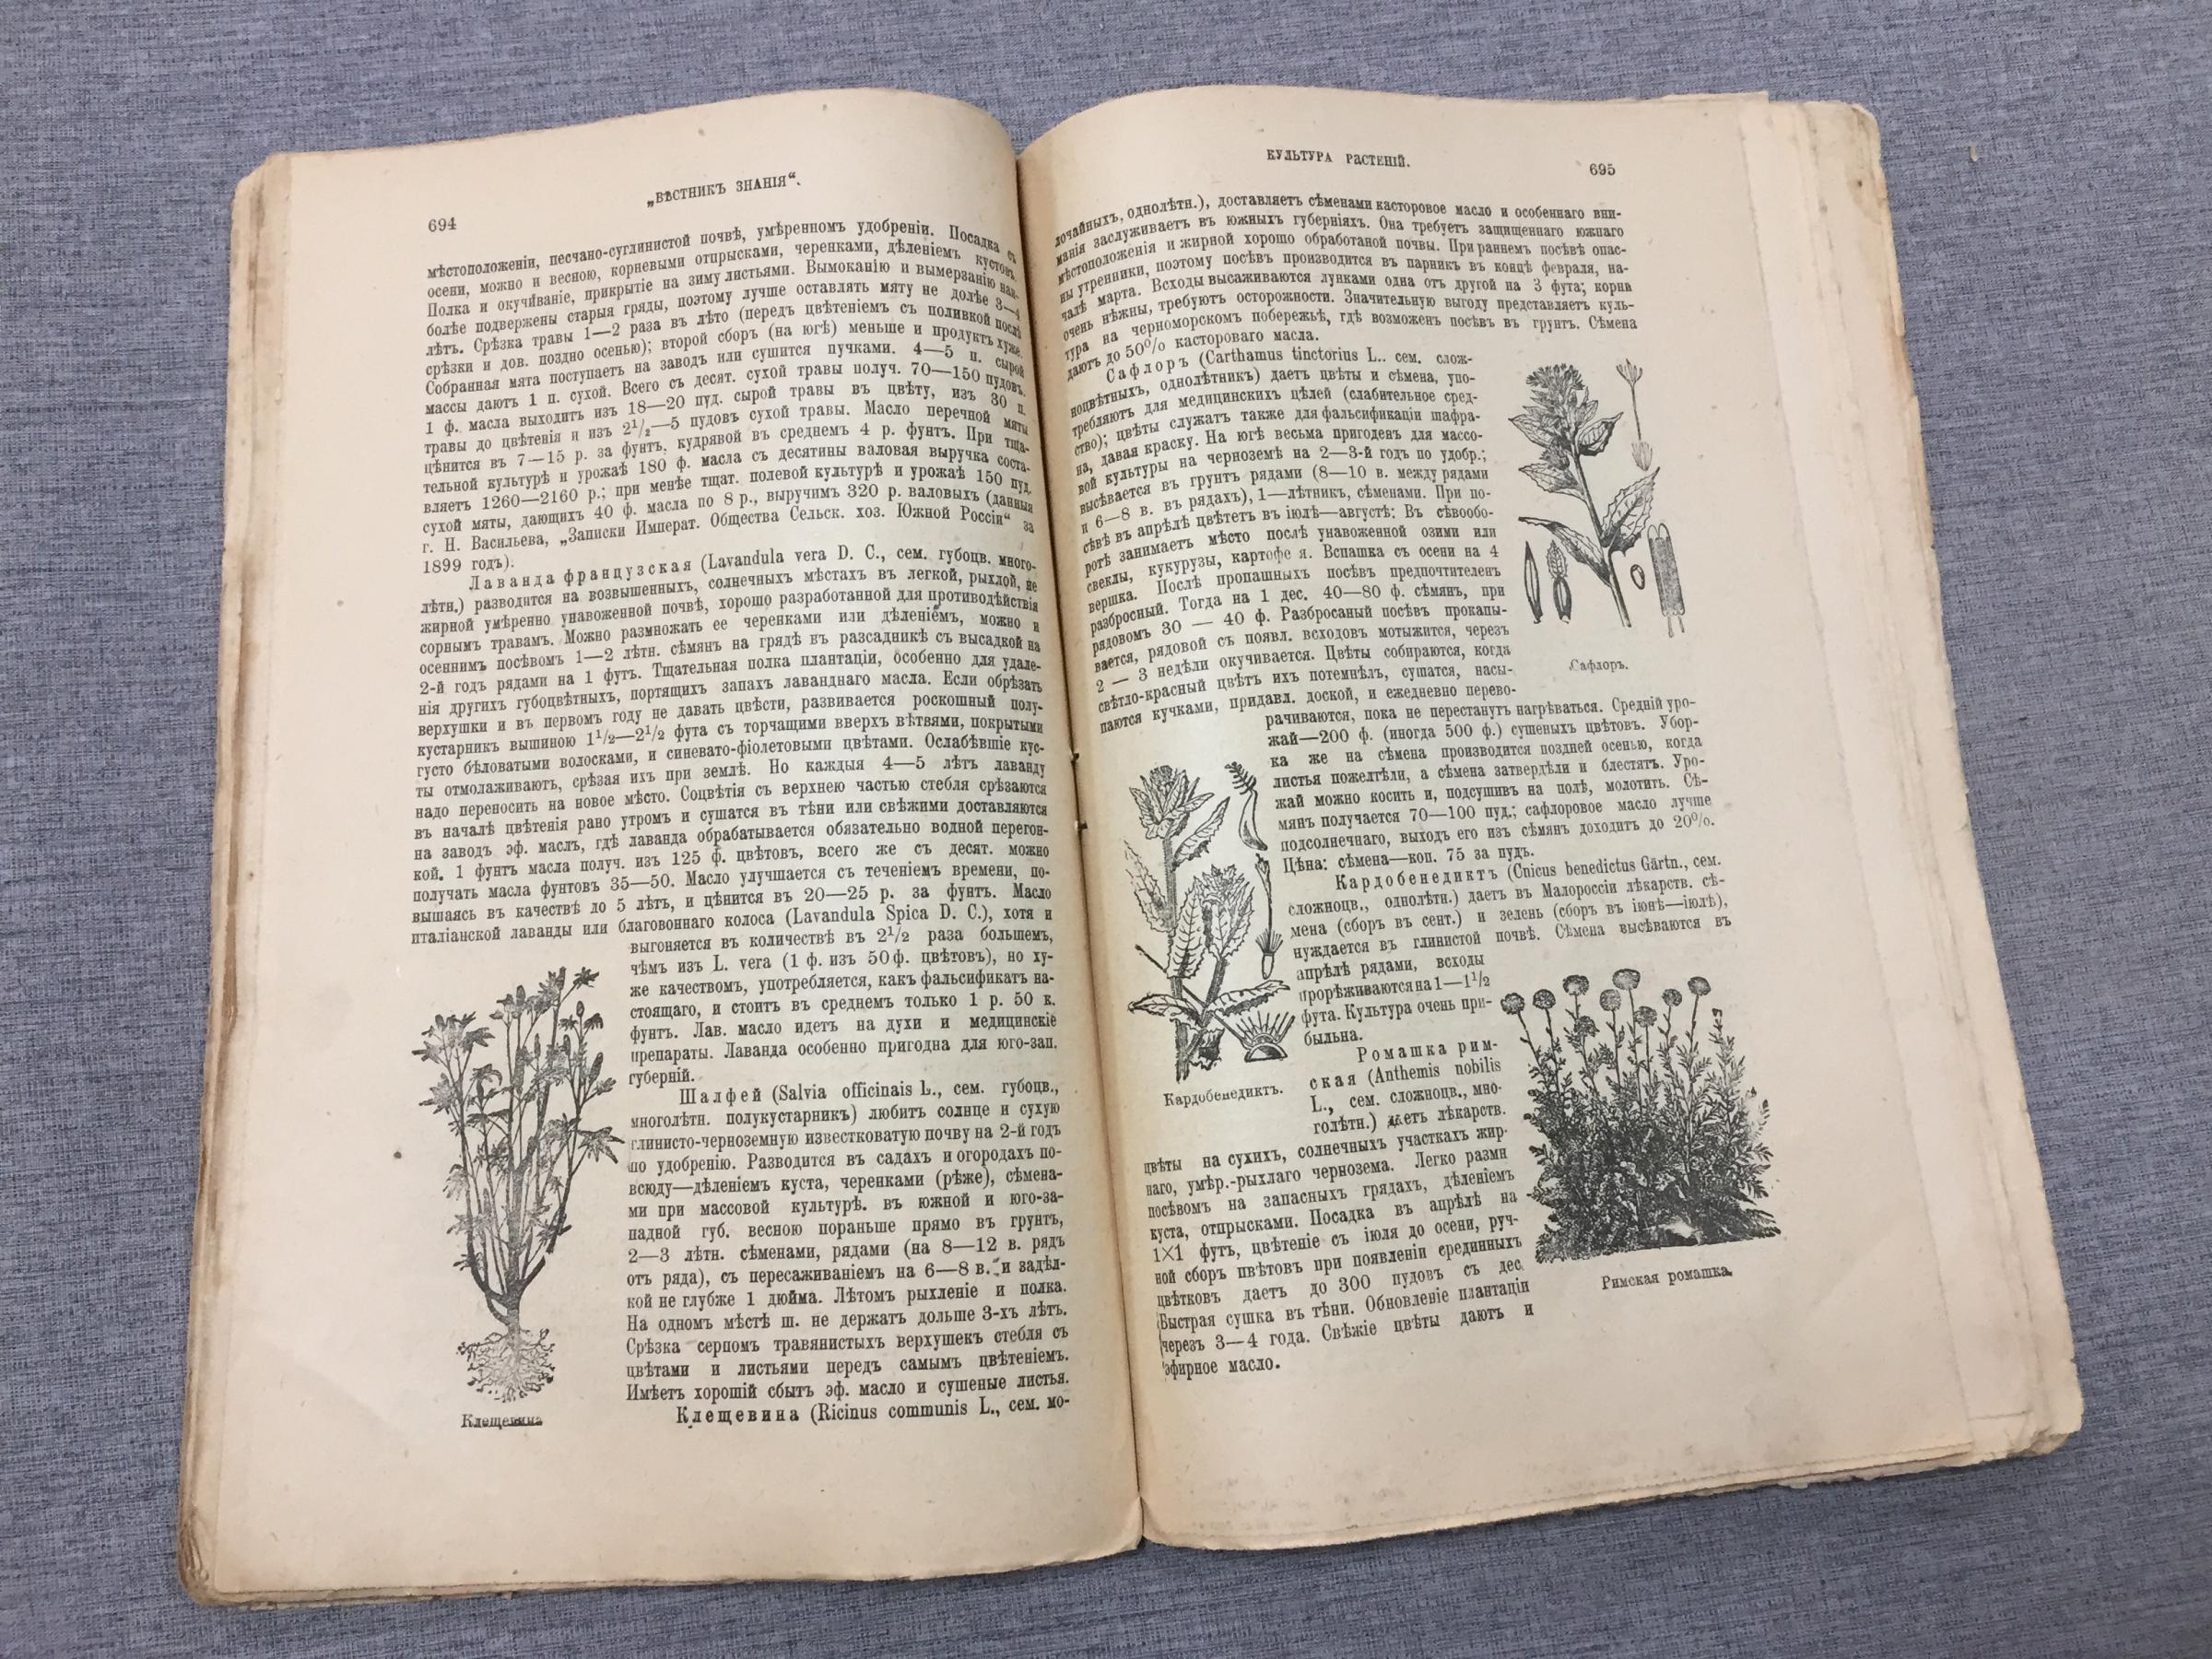 694
„ВѢСТНИКЪ ЗНАНІЯ“.
мѣстоположеніи, песчано-суглинистой почвѣ, умѣренномъ удобреніи. Посадка съ
осени, можно и весною, корневыми отпрысками, черенками, дѣленіемъ кустовъ.
Полка и окучиваніе, прикрытіе на зиму листьями. Вымоканію и вымерзанію наи-
болѣе подвержены старыя гряды, поэтому лучше оставлять мяту не долѣе 3—4
лѣтъ. Срѣзка травы 1—2 раза въ лѣто (передъ цвѣтеніемъ съ поливкой послѣ
срѣзки и дов. поздно осенью); второй сборъ (на югѣ) меньше и продуктъ хуже.
Собранная мята поступаетъ на заводъ или сушится пучками. 4—5 п. сырой
массы даютъ 1 п. сухой. Всего съ десят. сухой травы получ. 70—150 пудовъ.
1 ф. масла выходитъ изъ 18—20 пуд. сырой травы въ цвѣту, изъ 30 п.
травы до цвѣтенія и изъ 2¹/₂—5 пудовъ сухой травы. Масло перечной мяты
цѣнится въ 7—15 р. за фунтъ, кудрявой въ среднемъ 4 р. фунтъ. При тща-
тельной культурѣ и урожаѣ 180 ф. масла съ десятины валовая выручка соста-
вляетъ 1260—2160 р.; при менѣе тщат. полевой культурѣ и урожаѣ 150 пуд.
сухой мяты, дающихъ 40 ф. масла по 8 р., выручимъ 320 р. валовыхъ (данныя
г. Н. Васильева, „Записки Императ. Общества Сельск. хоз. Южной Россіи“ за
1899 годъ).
Лаванда французская (Lavandula vera D. C., сем. губоцв. много-
лѣтн.) разводится на возвышенныхъ, солнечныхъ мѣстахъ въ легкой, рыхлой, не
жирной умѣренно унавоженной почвѣ, хорошо разработанной для противодѣйствія
сорнымъ травамъ. Можно размножать ее черенками или дѣленіемъ, можно и
осеннимъ посѣвомъ 1—2 лѣтн. сѣмянъ на грядѣ въ разсадникѣ съ высадкой на
2-й годъ рядами на 1 футъ. Тщательная полка плантаціи, особенно для удале-
нія другихъ губоцвѣтныхъ, портящихъ запахъ лаванднаго масла. Если обрѣзать
верхушки и въ первомъ году не давать цвѣсти, развивается роскошный полу-
кустарникъ вышиною 1¹/₂—2¹/₂ фута съ торчащими вверхъ вѣтвями, покрытыми
густо бѣловатыми волосками, и синевато-фіолетовыми цвѣтами. Ослабѣвшіе кус-
ты отмолаживаютъ, срѣзая ихъ при землѣ. Но каждыя 4—5 лѣтъ лаванду
надо переносить на новое мѣсто. Соцвѣтія съ верхнею частью стебля срѣзаются
въ началѣ цвѣтенія рано утромъ и сушатся въ тѣни или свѣжими доставляются
на заводъ эф. маслъ, гдѣ лаванда обрабатывается обязательно водной перегон-
кой. 1 фунтъ масла получ. изъ 125 ф. цвѣтовъ, всего же съ десят. можно
получать масла фунтовъ 35—50. Масло улучшается съ теченіемъ времени, по-
вышаясь въ качествѣ до 5 лѣтъ, и цѣнится въ 20—25 р. за фунтъ. Масло
италіанской лаванды или благовоннаго колоса (Lavandula Spica D. C.), хотя и
выгоняется въ количествѣ въ 2¹/₂ раза большемъ,
чѣмъ изъ L. vera (1 ф. изъ 50 ф. цвѣтовъ), но ху-
же качествомъ, употребляется, какъ фальсификатъ на-
стоящаго, и стоитъ въ среднемъ только 1 р. 50 к.
фунтъ. Лав. масло идетъ на духи и медицинскіе
препараты. Лаванда особенно пригодна для юго-зап.
губерній.
Шалфей (Salvia officinais L., сем. губоцв.,
многолѣтн. полукустарникъ) любитъ солнце и сухую
глинисто-черноземную известковатую почву на 2-й годъ
по удобренію. Разводится въ садахъ и огородахъ по-
всюду—дѣленіемъ куста, черенками (рѣже), сѣмена-
ми при массовой культурѣ. въ южной и юго-за-
падной губ. весною пораньше прямо въ грунтъ,
2—3 лѣтн. сѣменами, рядами (на 8—12 в. рядъ
отъ ряда), съ пересаживаніемъ на 6—8 в. и задѣл-
кой не глубже 1 дюйма. Лѣтомъ рыхленіе и полка.
На одномъ мѣстѣ ш. не держатъ дольше 3-хъ лѣтъ.
Срѣзка серпомъ травянистыхъ верхушекъ стебля съ
цвѣтами и листьями передъ самымъ цвѣтеніемъ.
Имѣетъ хорошій сбытъ эф. масло и сушеные листья.
Клещевина (Ricinus communis L., сем. мо-
Клещевина
КУЛЬТУРА РАСТЕНІЙ.
695
лочайныхъ, однолѣтн.), доставляетъ сѣменами касторовое масло и особеннаго вни-
манія заслуживаетъ въ южныхъ губерніяхъ. Она требуетъ защищеннаго южнаго
мѣстоположенія и жирной хорошо обработаной почвы. При раннемъ посѣвѣ опас-
ны утренники, поэтому посѣвъ производится въ парникъ въ концѣ февраля, на-
чалѣ марта. Всходы высаживаются лунками одна отъ другой на 3 фута; корни
очень нѣжны, требуютъ осторожности. Значительную выгоду представляетъ куль-
тура на черноморскомъ побережьѣ, гдѣ возможенъ посѣвъ въ грунтъ. Сѣмена
даютъ до 50% касторовaго масла.
Сафлоръ (Carthamus tinctorius L.. сем. слож-
ноцвѣтныхъ, однолѣтникъ) даетъ цвѣты и сѣмена, упо-
требляютъ для медицинскихъ цѣлей (слабительное сред-
ство); цвѣты служатъ также для фальсификаціи шафра-
на, давая краску. На югѣ весьма пригоденъ для массо-
вой культуры на черноземѣ на 2—3-й годъ по удобр.;
высѣвается въ грунтъ рядами (8—10 в. между рядами
и 6—8 в. въ рядахъ), 1—лѣтникъ, сѣменами. При по-
сѣвѣ въ апрѣлѣ цвѣтетъ въ іюлѣ—августѣ: Въ сѣвообо-
ротѣ занимаетъ мѣсто послѣ унавоженной озими или
свеклы, кукурузы, картофе я. Вспашка съ осени на 4
вершка. Послѣ пропашныхъ посѣвъ предпочтителенъ
разбросный. Тогда на 1 дес. 40—80 ф. сѣмянъ, при
рядовомъ 30 — 40 ф. Разбросаный посѣвъ прокапы-
вается, рядовой съ появл. всходовъ мотыжится, черезъ
2 — 3 недѣли окучивается. Цвѣты собираются, когда
свѣтло-красный цвѣтъ ихъ потемнѣлъ, сушатся, насы-
паются кучками, придавл. доской, и ежедневно перево-
Сафлоръ.
рачиваются, пока не перестанутъ нагрѣваться. Средній уро-
жай—200 ф. (иногда 500 ф.) сушеныхъ цвѣтовъ. Убор-
ка же на сѣмена производится поздней осенью, когда
листья пожелтѣли, а сѣмена затвердѣли и блестятъ. Уро-
жай можно косить и, подсушивъ на полѣ, молотить. Сѣ-
мянъ получается 70—100 пуд.; сафлоровое масло лучше
подсолнечнаго, выходъ его изъ сѣмянъ доходитъ до 20%.
Цѣна: сѣмена—коп. 75 за пудъ.
Кардобенедиктъ (Cnicus benedictus Gärtn., сем.
сложноцв., однолѣтн.) даетъ въ Малороссіи лѣкарств. сѣ-
мена (сборъ въ сент.) и зелень (сборъ въ іюнѣ—іюлѣ),
нуждается въ глинистой почвѣ. Сѣмена высѣваются въ
апрѣлѣ рядами, всходы
прорѣживаются на 1—1¹/₂
фута. Культура очень при-
быльна.
Кардобенедиктъ.
Ромашка рим-
ская (Anthemis nobilis
L., сем. сложноцв., мно-
голѣтн.) даетъ лѣкарств.
цвѣты на сухихъ, солнечныхъ участкахъ жир-
наго, умѣр.-рыхлаго чернозема. Легко разми
посѣвомъ на запасныхъ грядахъ, дѣленіемъ
куста, отпрысками. Посадка въ апрѣлѣ на
1×1 футъ, цвѣтеніе съ іюля до осени, руч-
ной сборъ цвѣтовъ при появленіи срединныхъ
цвѣтковъ даетъ до 300 пудовъ съ дес.
Быстрая сушка въ тѣни. Обновленіе плантаціи
черезъ 3—4 года. Свѣжіе цвѣты даютъ и
эфирное масло.
Римская ромашка.